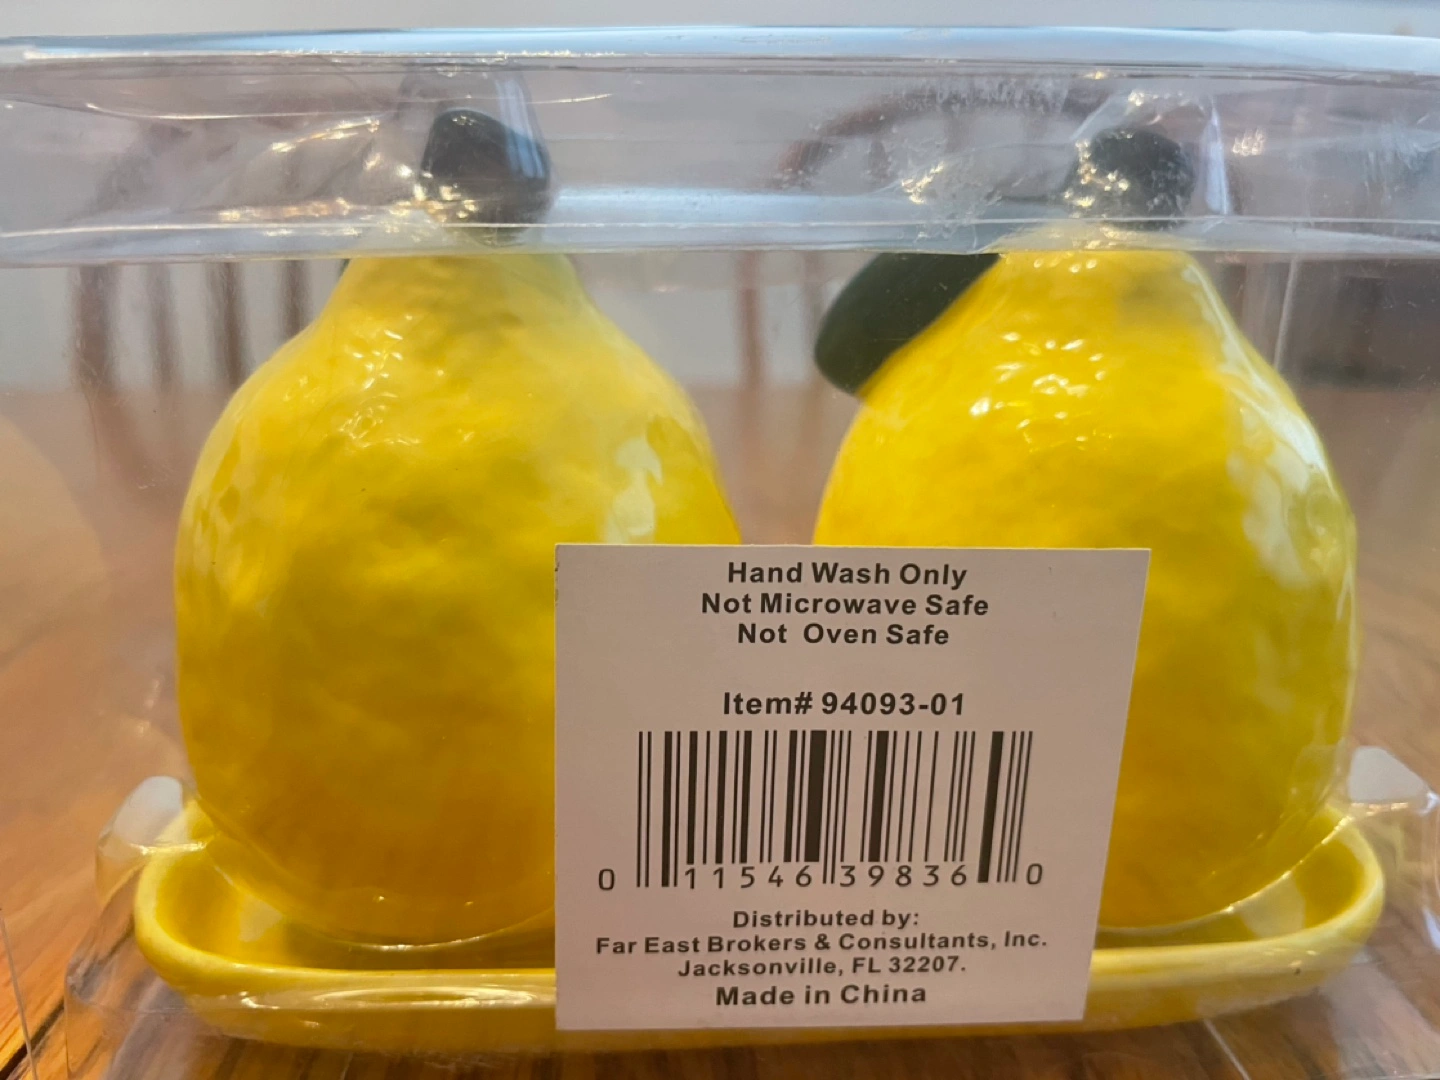 Hand Wash Only
Not Microwave Safe
Not Oven Safe
Item# 94093-01
0 11546 39836 0
Distributed by:
Far East Brokers & Consultants, Inc.
Jacksonville, FL 32207.
Made in China